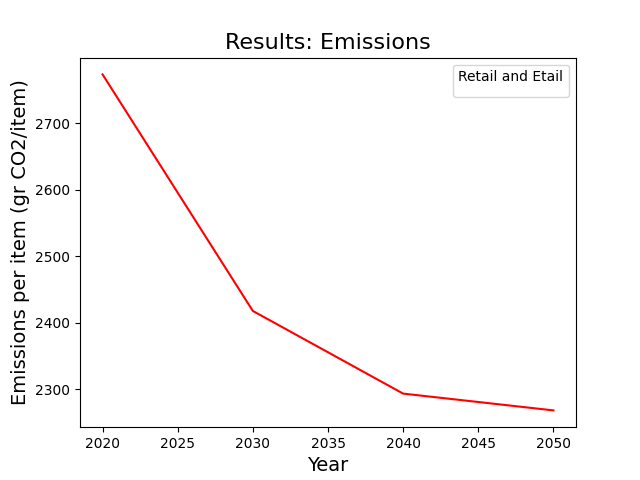 Results: Emissions
Retail and Etail
Emissions per item (gr CO2/item)
2700
2600
2500
2400
2300
2020 2025 2030 2035 2040 2045 2050
Year